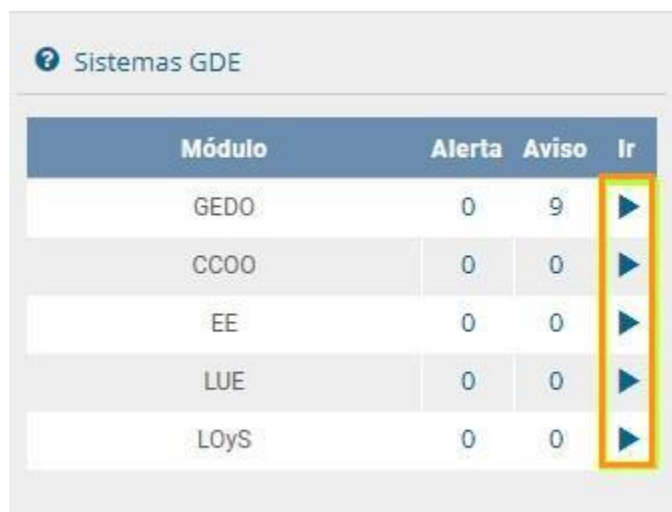 Sistemas GDE
Módulo Alerta Aviso Ir
GEDO 0 9
CCOO 0 0
EE 0 0
LUE 0 0
LOyS 0 0